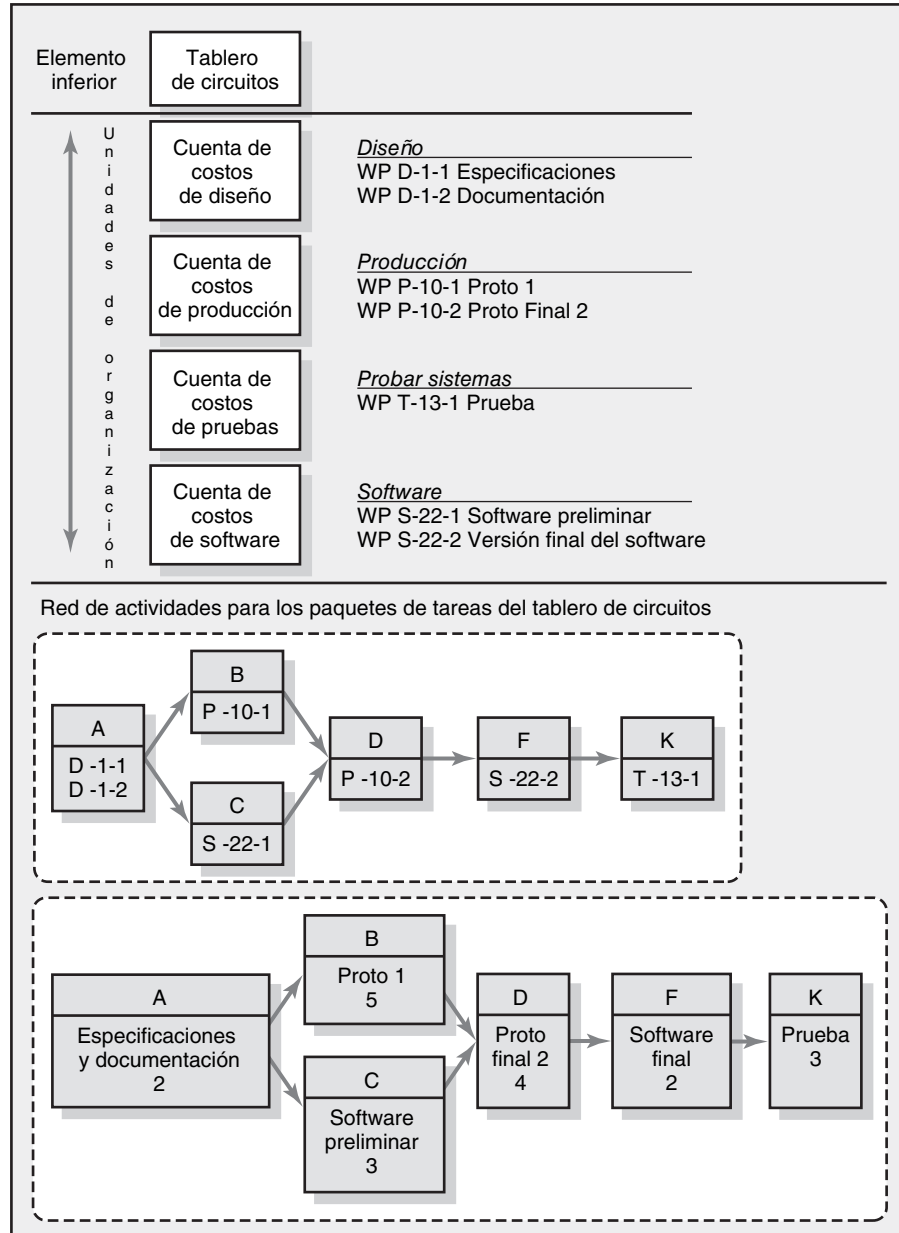 Elemento
inferior
Tablero
de circuitos
Unidades de organización
Cuenta de
costos
de diseño
Diseño
WP D-1-1 Especificaciones
WP D-1-2 Documentación
Cuenta de
costos
de producción
Producción
WP P-10-1 Proto 1
WP P-10-2 Proto Final 2
Cuenta de
costos
de pruebas
Probar sistemas
WP T-13-1 Prueba
Cuenta de
costos
de software
Software
WP S-22-1 Software preliminar
WP S-22-2 Versión final del software
Red de actividades para los paquetes de tareas del tablero de circuitos
A
D -1-1
D -1-2
B
P -10-1
C
S -22-1
D
P -10-2
F
S -22-2
K
T -13-1
A
Especificaciones
y documentación
2
B
Proto 1
5
C
Software
preliminar
3
D
Proto
final 2
4
F
Software
final
2
K
Prueba
3